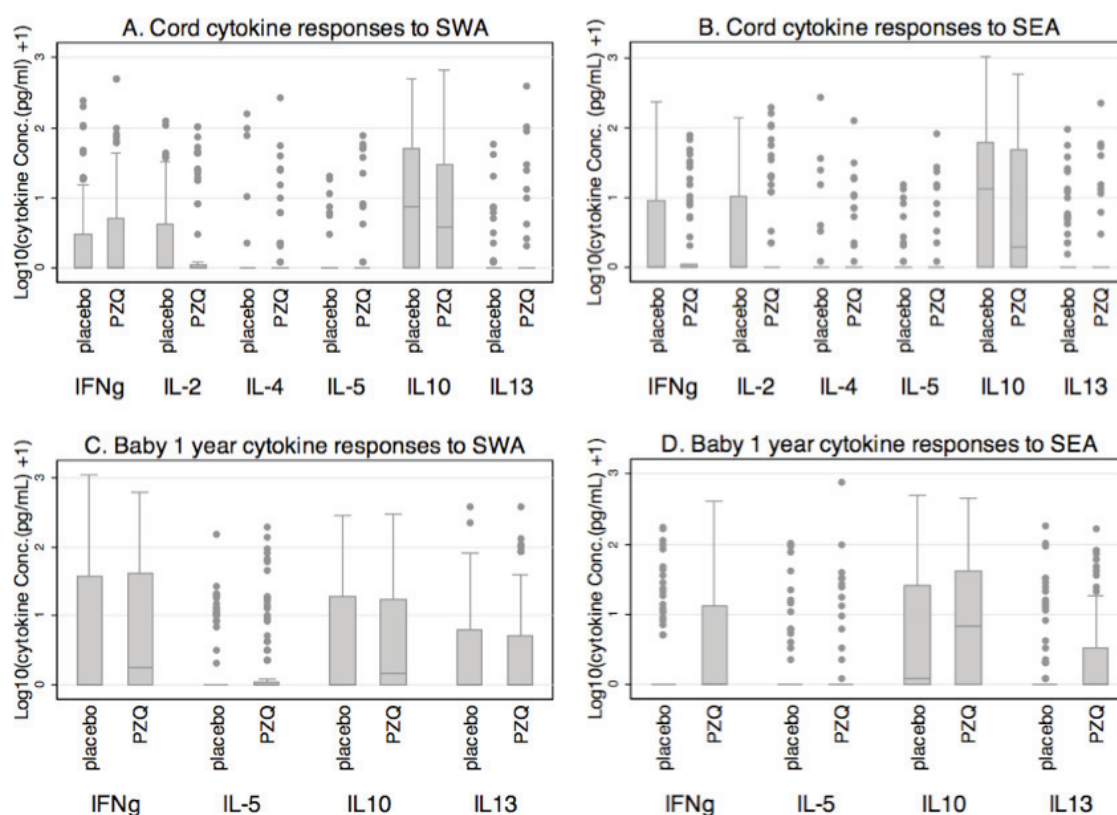 A. Cord cytokine responses to SWA
Log10(cytokine Conc.(pg/ml) +1)
3
2
1
0
placebo PZQ placebo PZQ placebo PZQ placebo PZQ placebo PZQ placebo PZQ
IFNg IL-2 IL-4 IL-5 IL10 IL13
B. Cord cytokine responses to SEA
Log10(cytokine Conc.(pg/mL) +1)
3
2
1
0
placebo PZQ placebo PZQ placebo PZQ placebo PZQ placebo PZQ placebo PZQ
IFNg IL-2 IL-4 IL-5 IL10 IL13
C. Baby 1 year cytokine responses to SWA
Log10(cytokine Conc.(pg/mL) +1)
3
2
1
0
placebo PZQ placebo PZQ placebo PZQ placebo PZQ
IFNg IL-5 IL10 IL13
D. Baby 1 year cytokine responses to SEA
Log10(cytokine Conc.(pg/mL) +1)
3
2
1
0
placebo PZQ placebo PZQ placebo PZQ placebo PZQ
IFNg IL-5 IL10 IL13